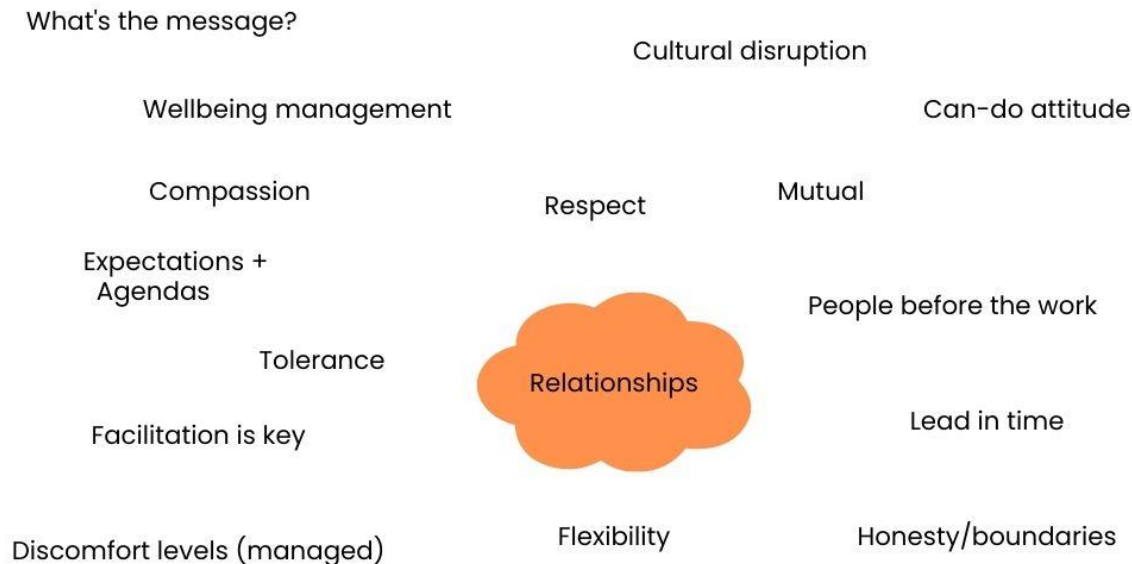 What's the message?
Cultural disruption
Wellbeing management
Can-do attitude
Compassion
Respect
Mutual
Expectations +
Agendas
People before the work
Tolerance
Relationships
Facilitation is key
Lead in time
Discomfort levels (managed)
Flexibility
Honesty/boundaries